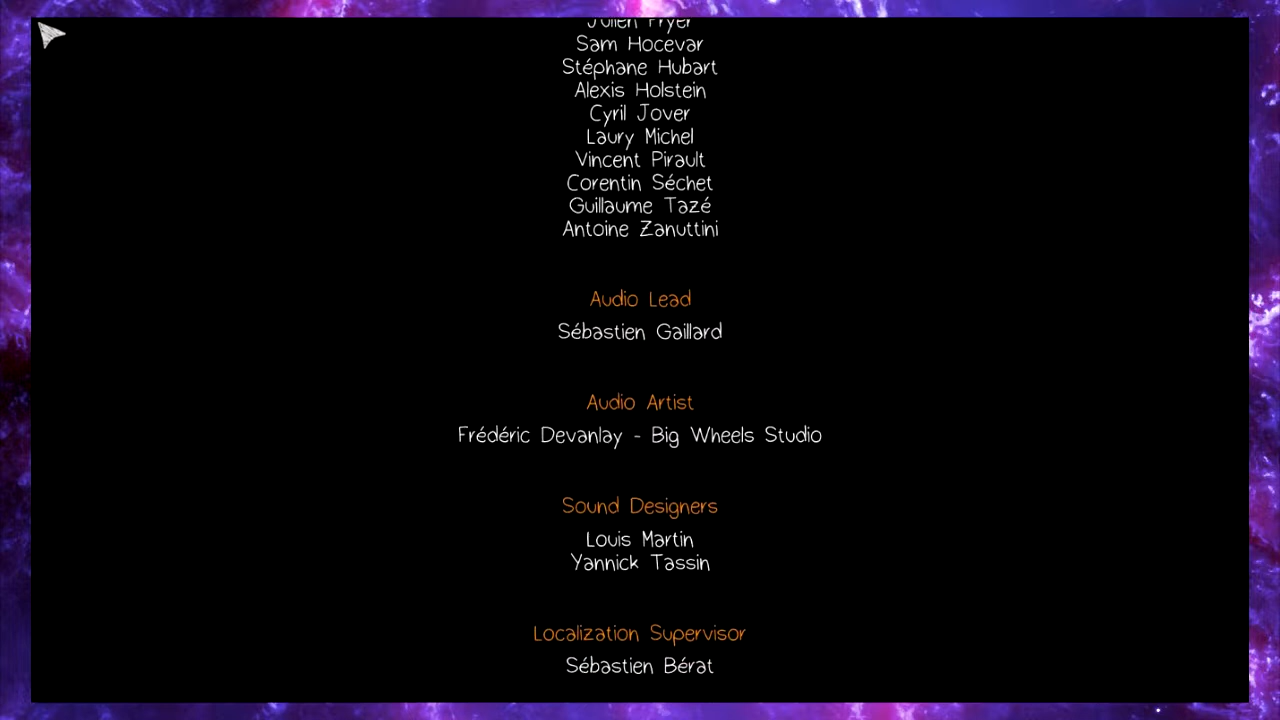 Julien Fryer
Sam Hocevar
Stéphane Hubart
Alexis Holstein
Cyril Jover
Laury Michel
Vincent Pirault
Corentin Séchet
Guillaume Tazé
Antoine Zanuttini
Audio Lead
Sébastien Gaillard
Audio Artist
Frédéric Devanlay - Big Wheels Studio
Sound Designers
Louis Martin
Yannick Tassin
Localization Supervisor
Sébastien Bérat